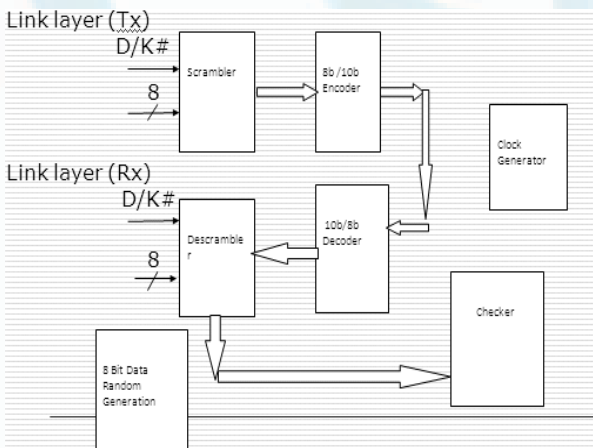 Link layer (Tx)
D/K#
8
Scrambler
8b /10b
Encoder
Clock
Generator
Link layer (Rx)
D/K#
8
Descramble
r
10b/8b
Decoder
Checker
8 Bit Data
Random
Generation